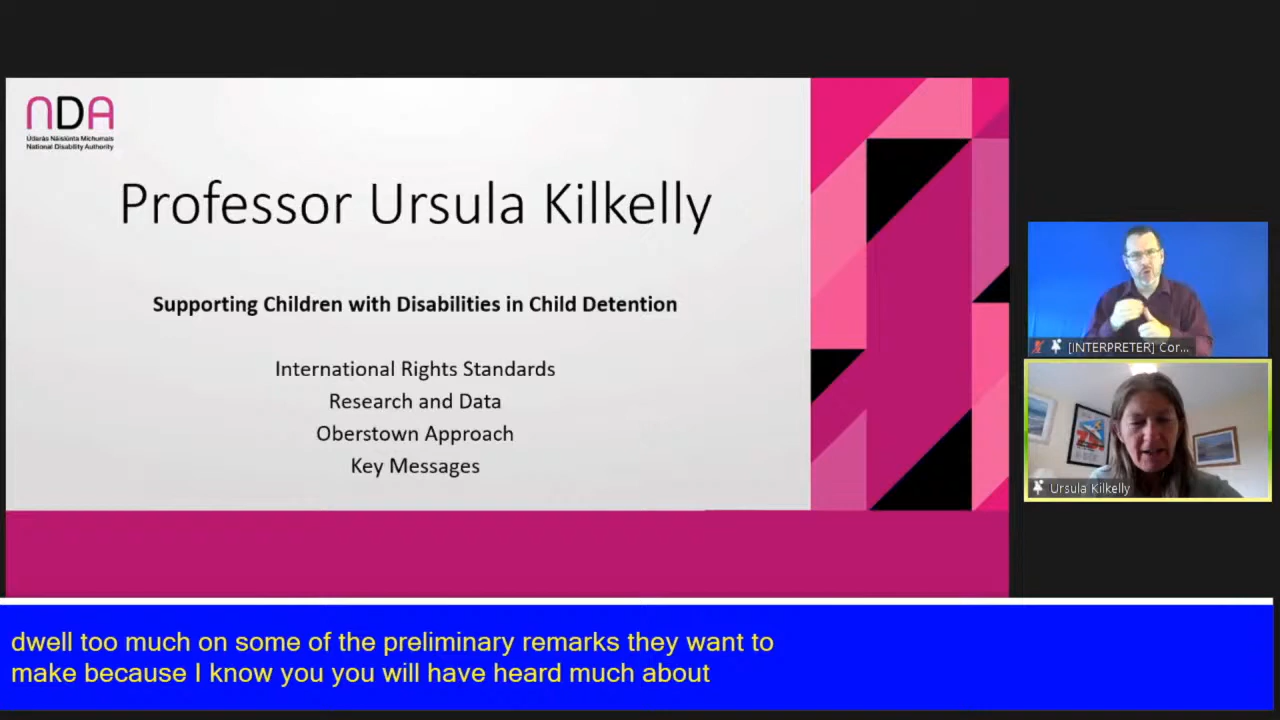 NDA
Údarás Náisiúnta Míchumais
National Disability Authority
Professor Ursula Kilkelly
Supporting Children with Disabilities in Child Detention
International Rights Standards
Research and Data
Oberstown Approach
Key Messages
[INTERPRETER] Cor...
Ursula Kilkelly
dwell too much on some of the preliminary remarks they want to
make because I know you you will have heard much about